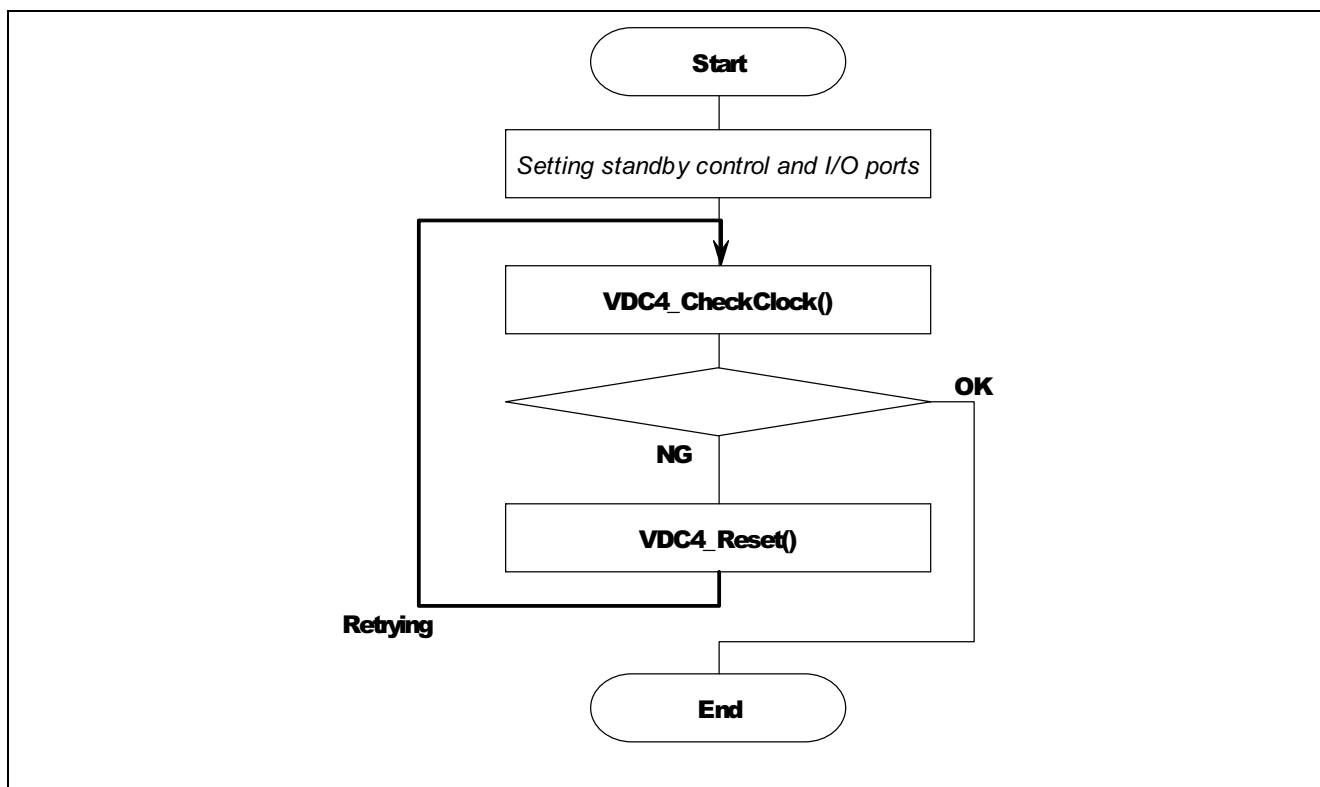 Start
Setting standby control and I/O ports
VDC4_CheckClock()
OK
NG
VDC4_Reset()
Retrying
End